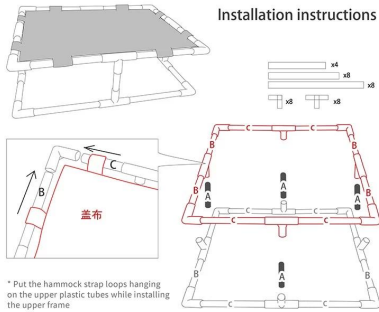 Installation instructions
x4
x8
x8
x8
x8
C
B
盖布
C
C
B
B
A
A
A
A
C
C
C
C
B
B
C
C
* Put the hammock strap loops hanging
on the upper plastic tubes while installing
the upper frame